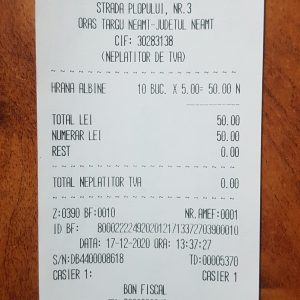 STRADA PLOPULUI, NR.3
ORAS TARGU NEAMT-JUDETUL NEAMT
CIF: 30283138
(NEPLATITOR DE TVA)
HRANA ALBINE 10 BUC. X 5.00= 50.00 N
TOTAL LEI 50.00
NUMERAR LEI 50.00
REST 0.00
TOTAL NEPLATITOR TVA 0.00
Z:0390 BF:0010 NR.AMEF:0001
ID BF: 80002222492020121713372703900010
DATA: 17-12-2020 ORA: 13:37:27
S/N:DB4400008618 TD:00005370
CASIER 1: CASIER 1
BON FISCAL